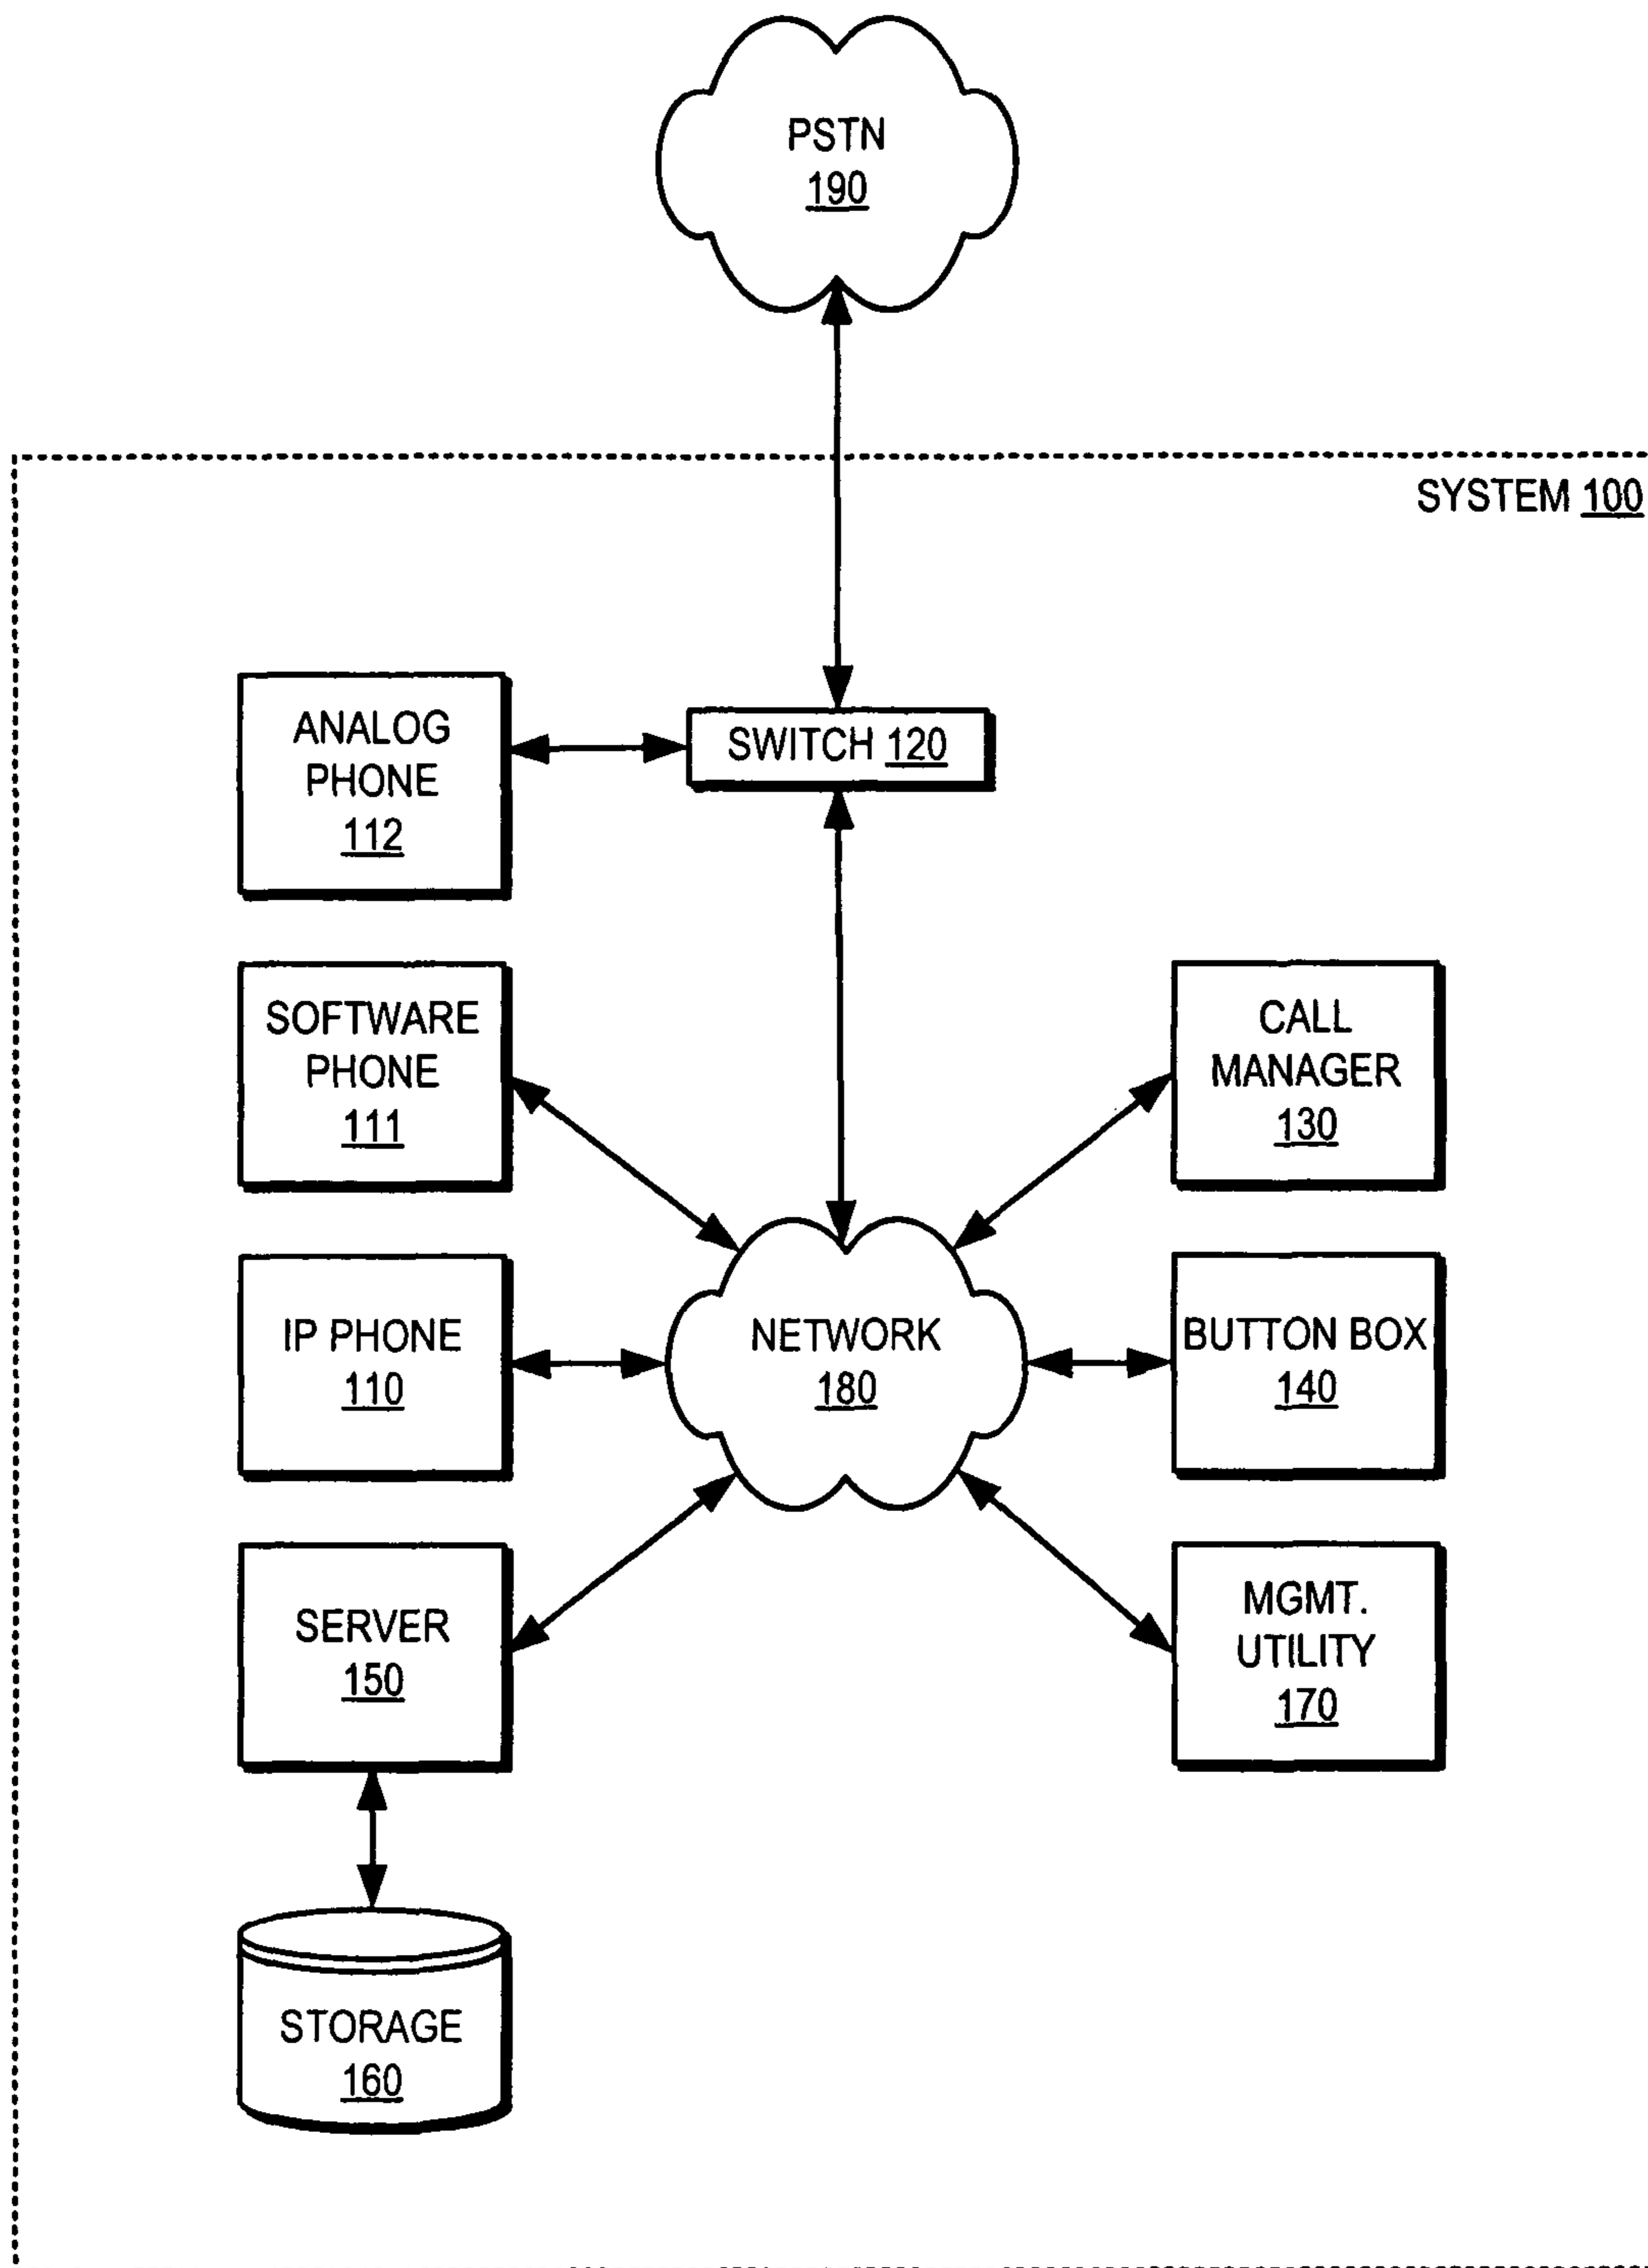 PSTN
190
SYSTEM 100
ANALOG
PHONE
112
SWITCH 120
SOFTWARE
PHONE
111
CALL
MANAGER
130
IP PHONE
110
NETWORK
180
BUTTON BOX
140
SERVER
150
MGMT.
UTILITY
170
STORAGE
160